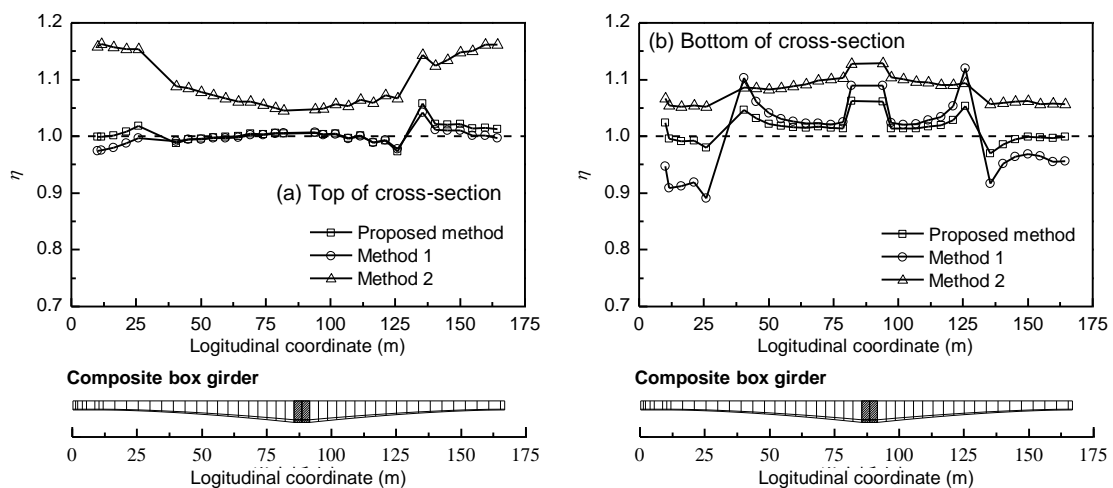 1.2
1.1
1.0
0.9
0.8
0.7
η
(a) Top of cross-section
Proposed method
Method 1
Method 2
0 25 50 75 100 125 150 175
Logitudinal coordinate (m)
Composite box girder
0 25 50 75 100 125 150 175
Logitudinal coordinate (m)
1.2
1.1
1.0
0.9
0.8
0.7
η
(b) Bottom of cross-section
Proposed method
Method 1
Method 2
0 25 50 75 100 125 150 175
Logitudinal coordinate (m)
Composite box girder
0 25 50 75 100 125 150 175
Logitudinal coordinate (m)